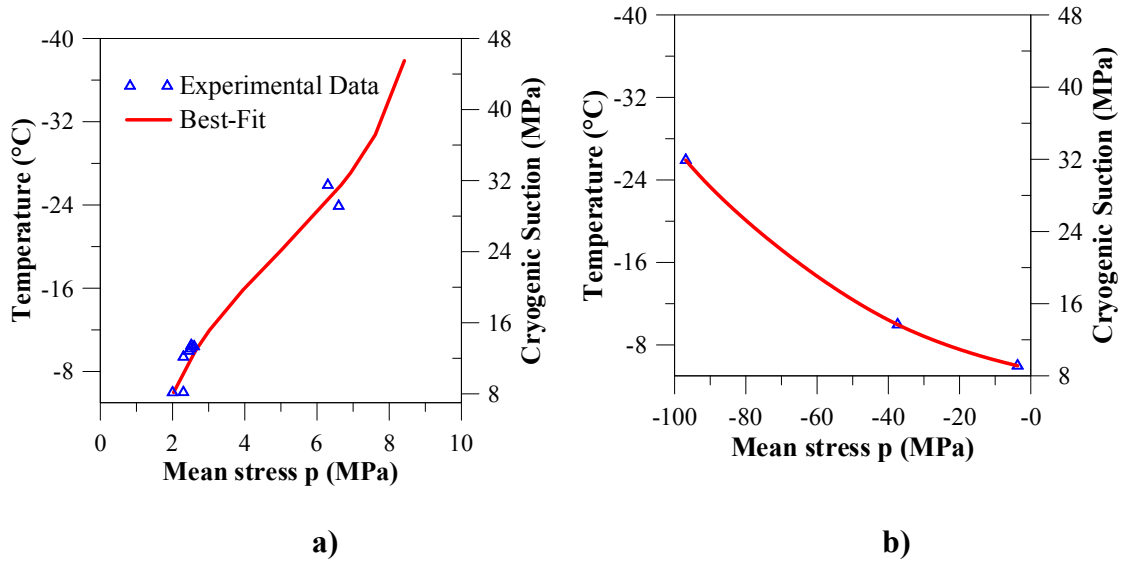 -40
-32
-24
-16
-8
Temperature (°C)
Experimental Data
Best-Fit
48
40
32
24
16
8
Cryogenic Suction (MPa)
0 2 4 6 8 10
Mean stress p (MPa)
a)
-40
-32
-24
-16
-8
Temperature (°C)
48
40
32
24
16
8
Cryogenic Suction (MPa)
-100 -80 -60 -40 -20 -0
Mean stress p (MPa)
b)